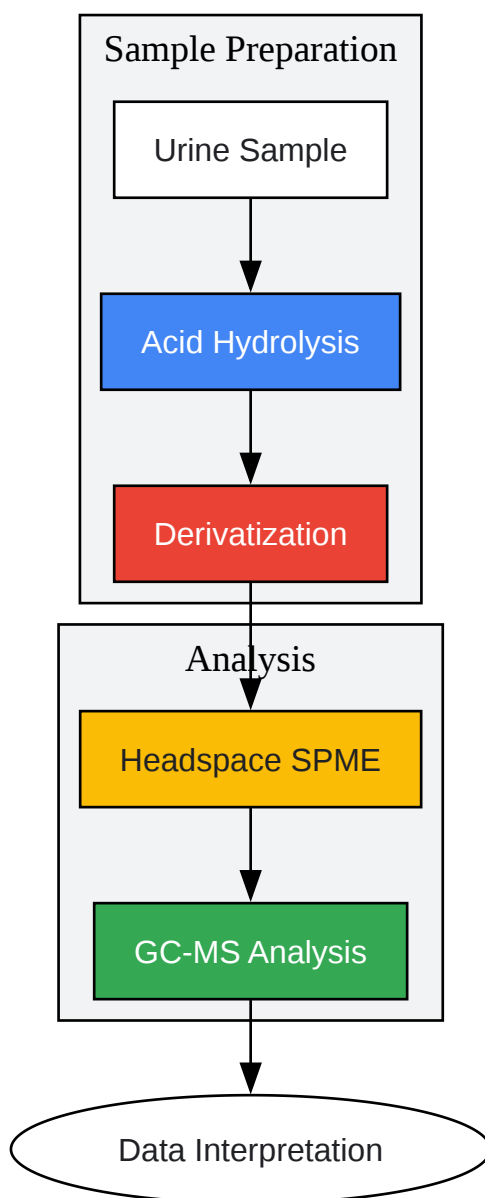 Sample Preparation
Urine Sample
Acid Hydrolysis
Derivatization
Analysis
Headspace SPME
GC-MS Analysis
Data Interpretation